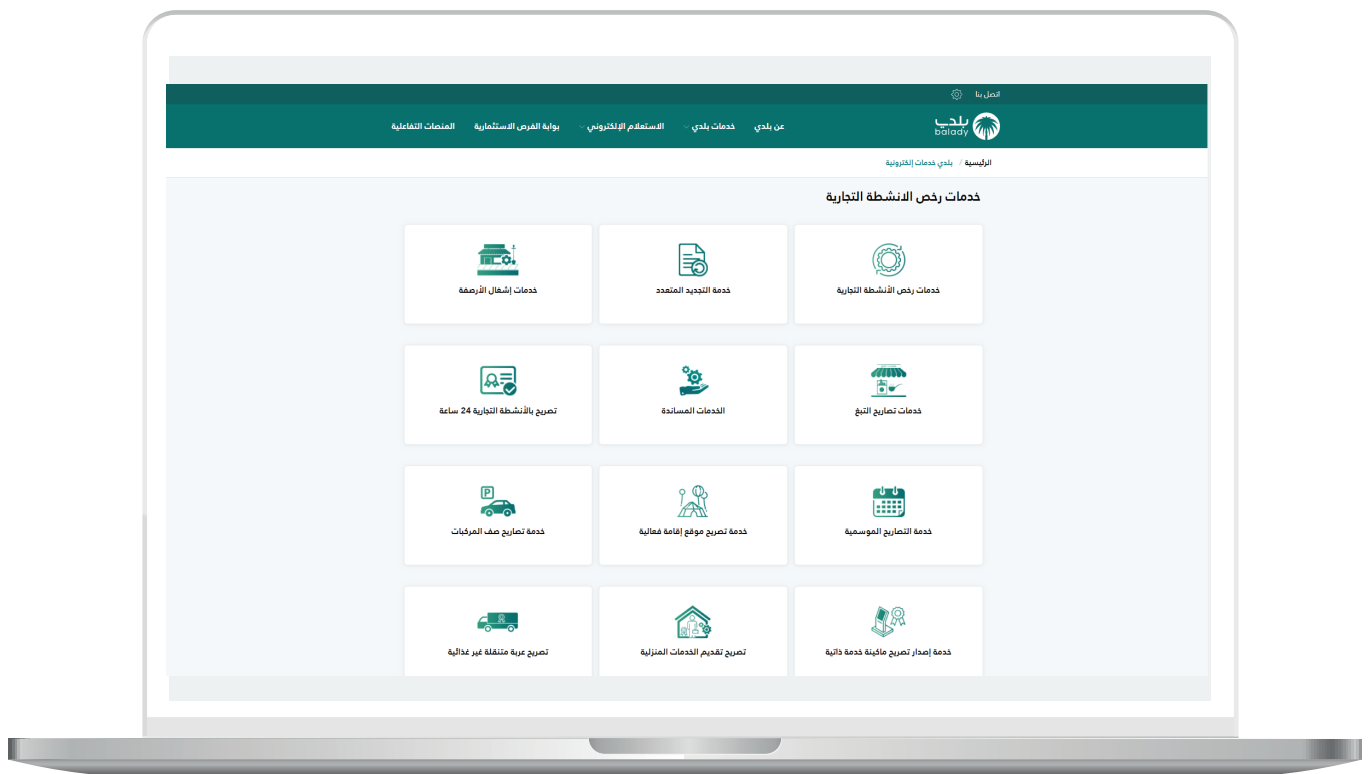 اتصل بنا
بلدي
balady
عن بلدي
خدمات بلدي
الاستعلام الإلكتروني
بوابة الفرص الاستثمارية
المنصات التفاعلية
الرئيسية / بلدي خدمات إلكترونية
خدمات رخص الانشطة التجارية
خدمات رخص الأنشطة التجارية
خدمة التجديد المتعدد
خدمات إشغال الأرصفة
خدمات تصاريح التبغ
الخدمات المساندة
تصريح بالأنشطة التجارية 24 ساعة
خدمة التصاريح الموسمية
خدمة تصريح موقع إقامة فعالية
P
خدمة تصاريح صف المركبات
خدمة إصدار تصريح ماكينة خدمة ذاتية
تصريح تقديم الخدمات المنزلية
تصريح عربة متنقلة غير غذائية